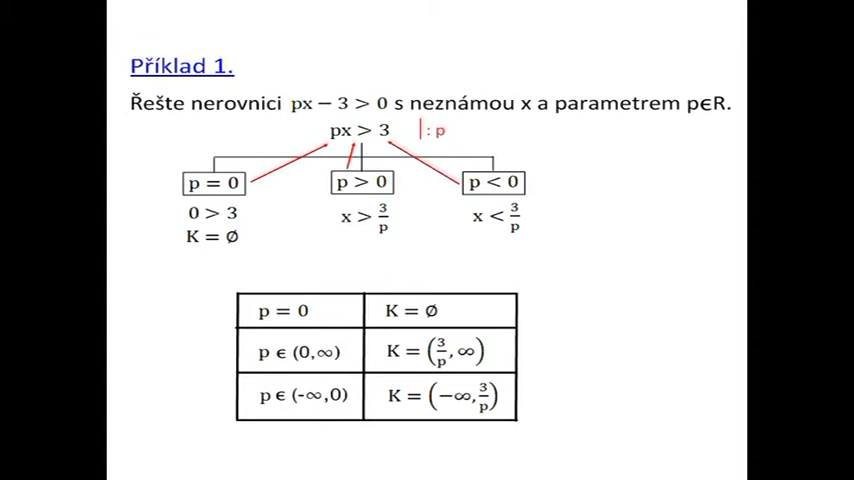 Příklad 1.
Řešte nerovnici px − 3 > 0 s neznámou x a parametrem pϵR.
px > 3 | : p
p = 0 p > 0 p < 0
0 > 3 x > 3/p x < 3/p
K = ∅
p = 0 K = ∅
p ϵ (0,∞) K = (3/p, ∞)
p ϵ (-∞,0) K = (−∞, 3/p)